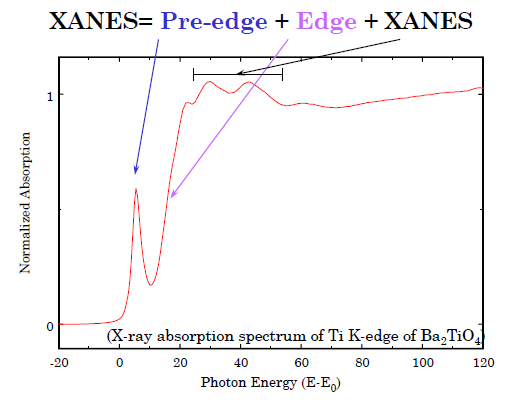 XANES= Pre-edge + Edge + XANES
1
Normalized Absorption
0
(X-ray absorption spectrum of Ti K-edge of Ba₂TiO₄
-20 0 20 40 60 80 100 120
Photon Energy (E-E₀)